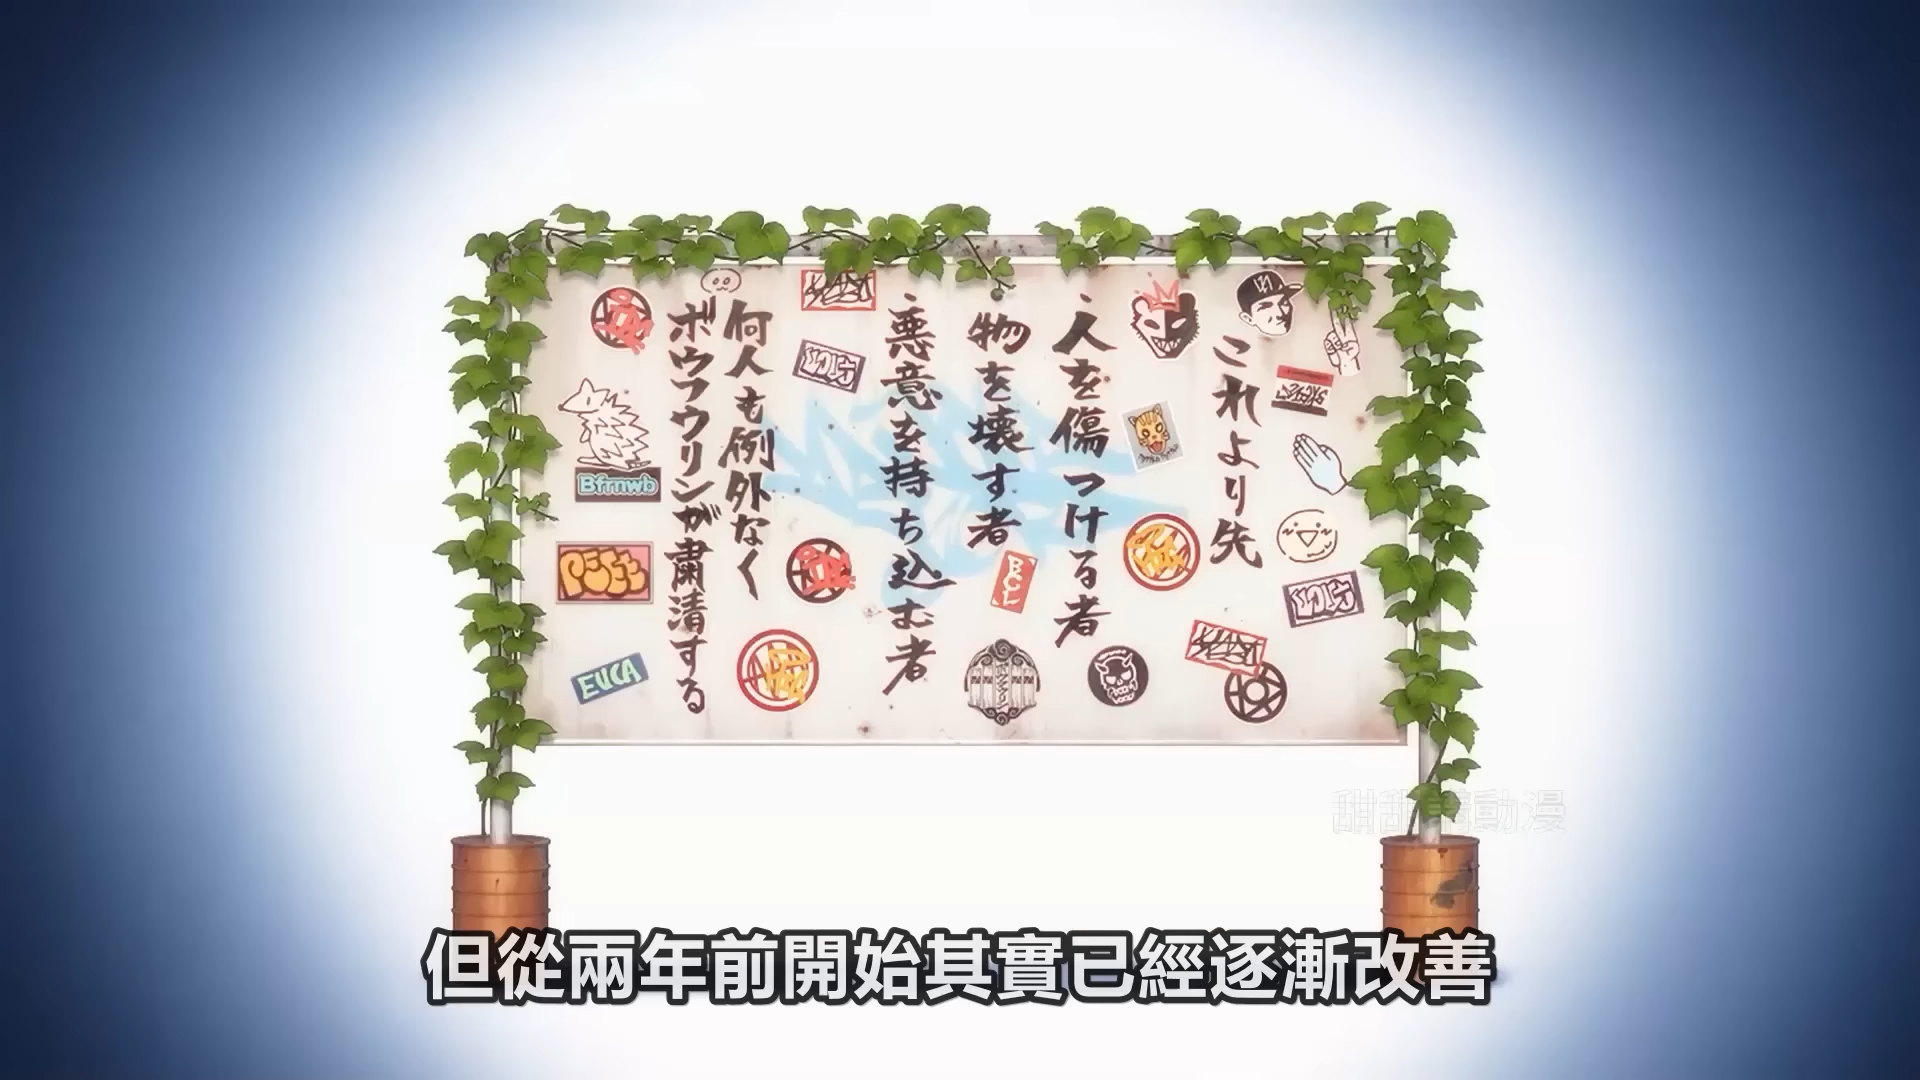 これより先
・人を傷つける者
・物を壊す者
・悪意を持ち込む者
何人も例外なく
ボウフウリンが粛清する
Bfrnwb
EUCA
BCL
但從兩年前開始其實已經逐漸改善